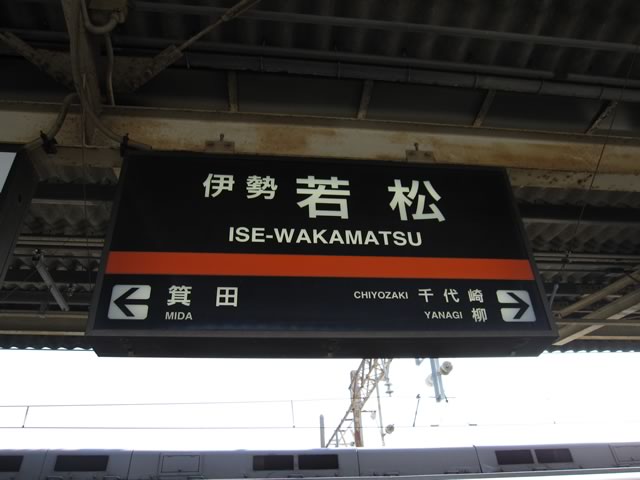 伊勢 若松
ISE-WAKAMATSU
箕田
MIDA
CHIYOZAKI 千代崎
YANAGI 柳